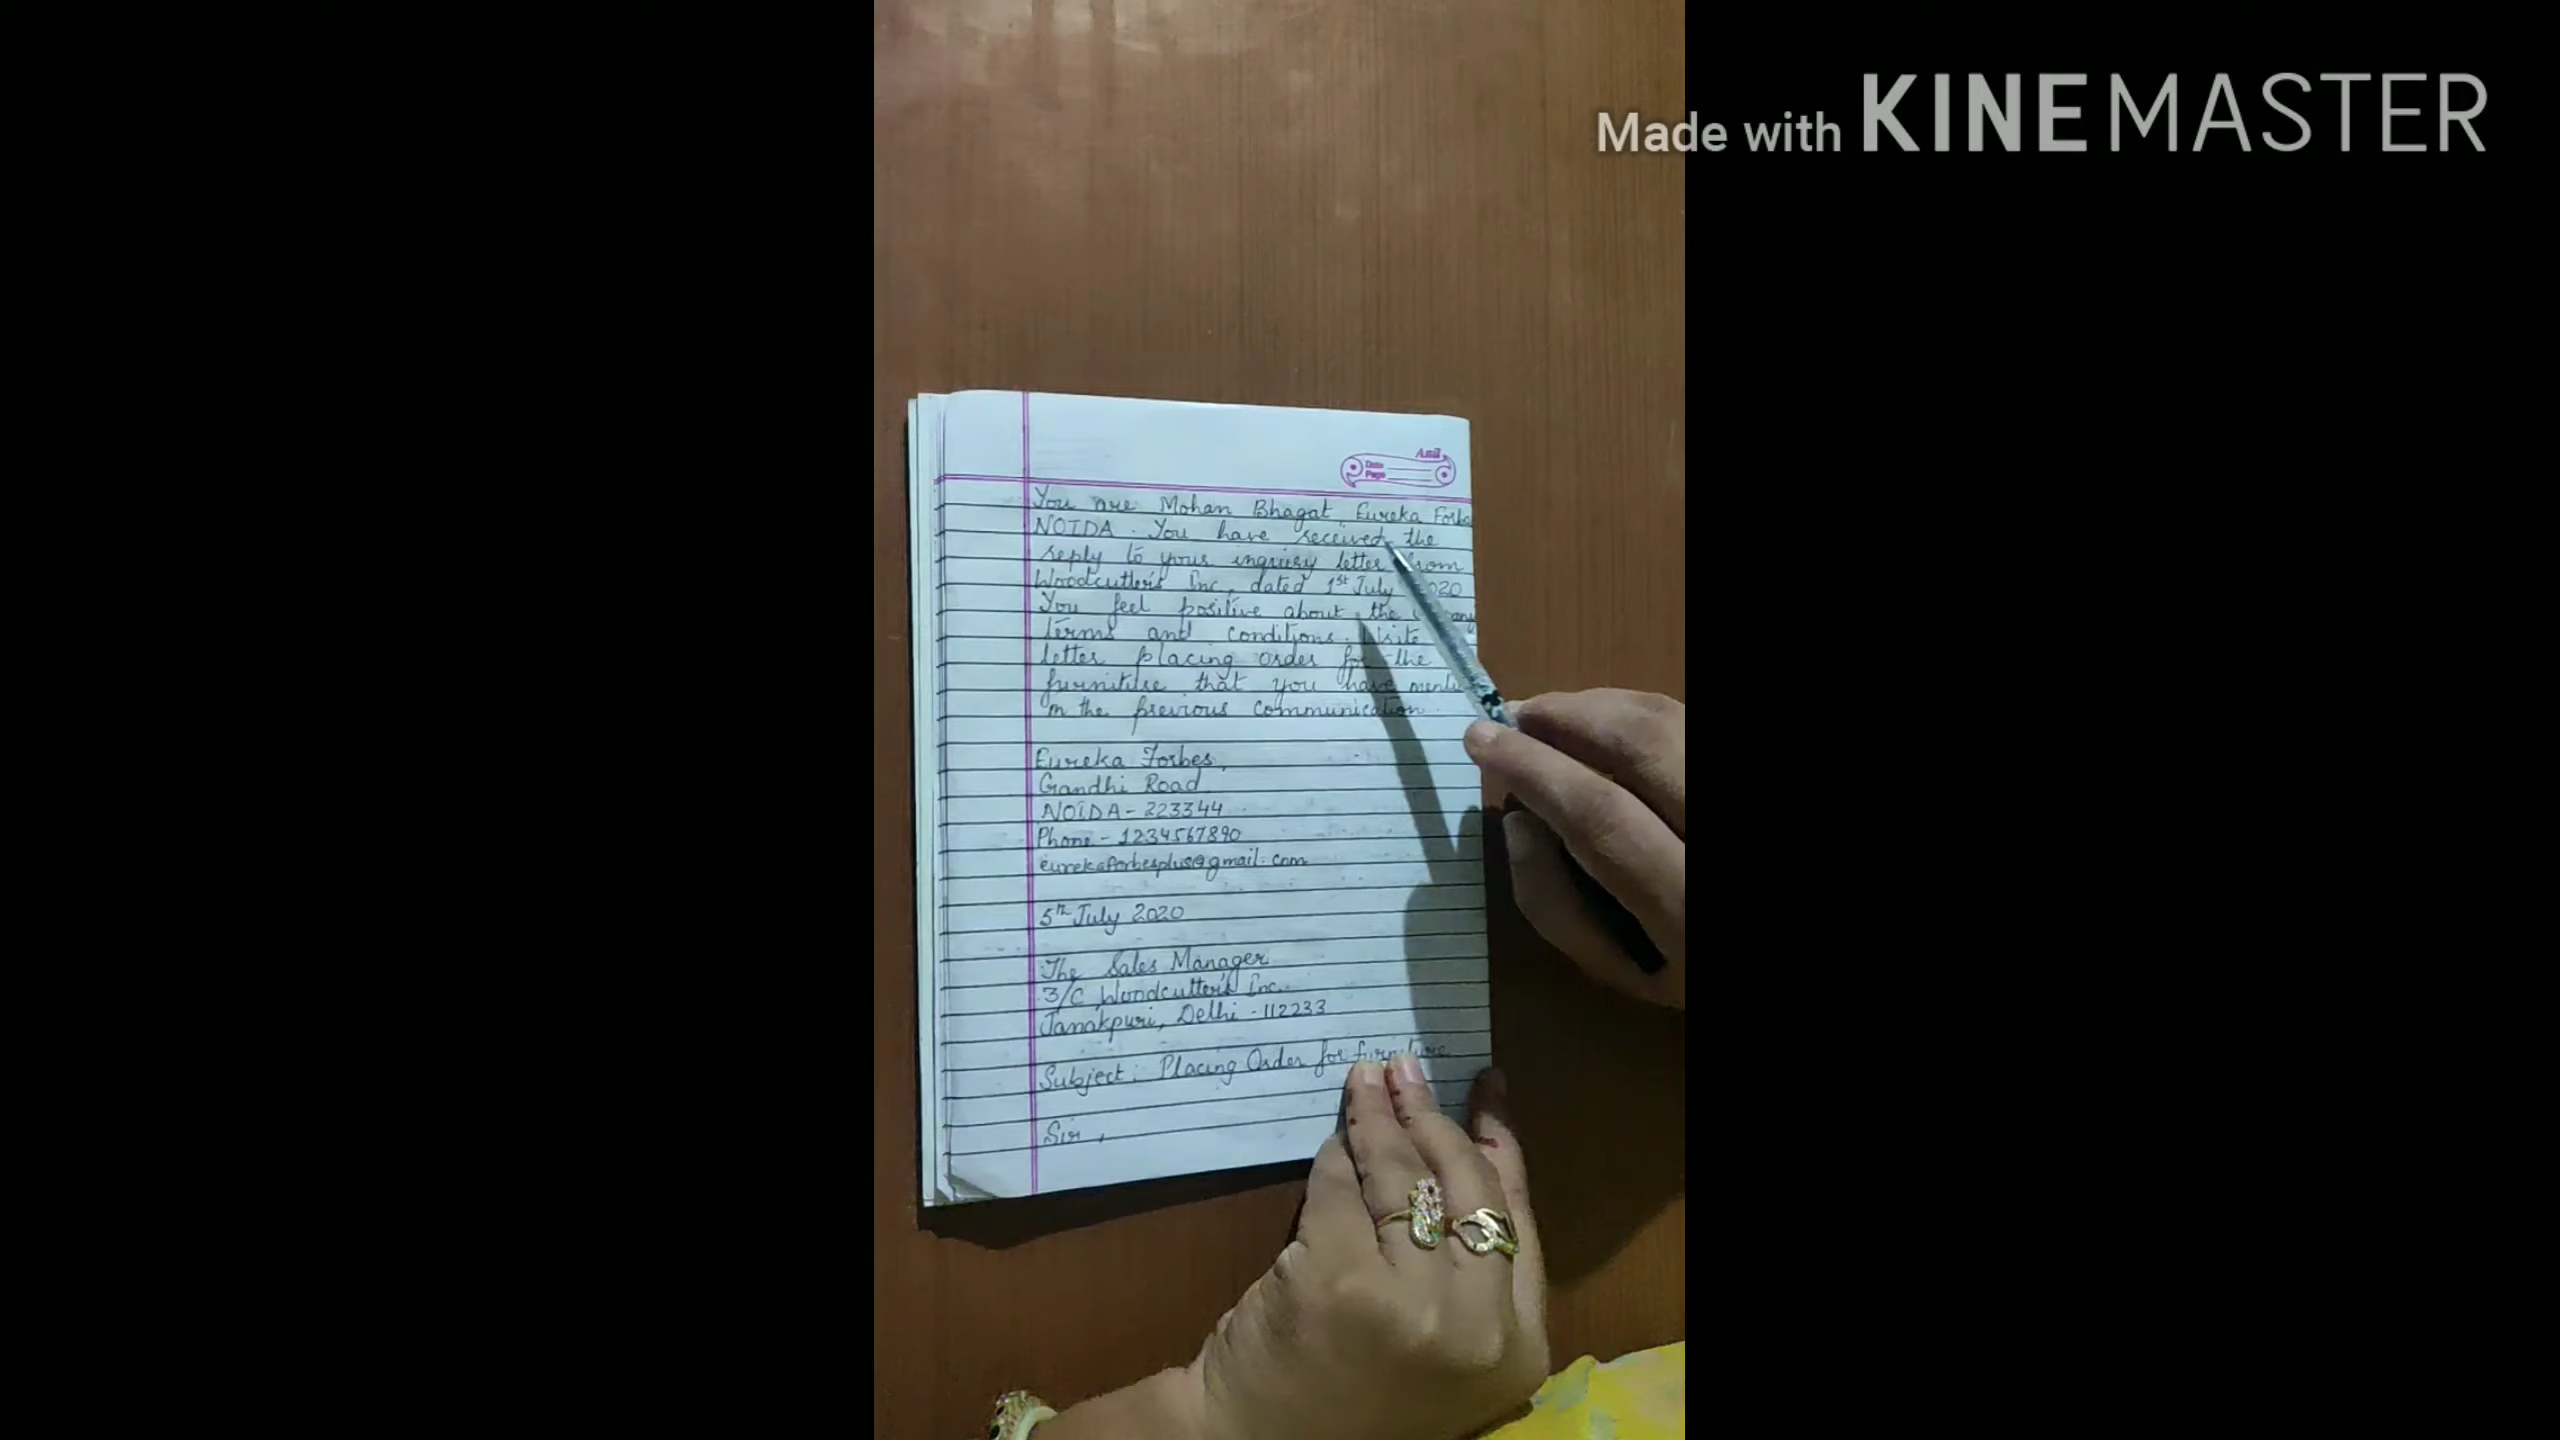 Made with KINEMASTER
Anil
Date
Page
You are Mohan Bhagat, Eureka Forbes
NOIDA. You have received the
reply to your inquiry letter from
Woodcutter's Inc, dated 1st July 2020
You feel positive about the
terms and conditions.
letter placing order for the
furniture that you have
in the previous communication.
Eureka Forbes,
Gandhi Road
NOIDA - 223344
Phone - 1234567890
eurekaforbesplus@gmail.com
5th July 2020
The Sales Manager
3/C Woodcutter's Inc.
Janakpuri, Delhi - 112233
Subject: Placing Order for furniture
Sir,